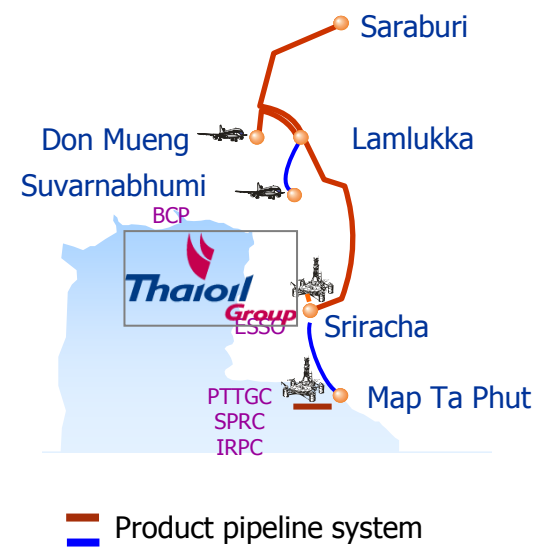 Saraburi
Don Mueng
Lamlukka
Suvarnabhumi
BCP
Thaioil
Group
ESSO
Sriracha
PTTGC
Map Ta Phut
SPRC
IRPC
Product pipeline system